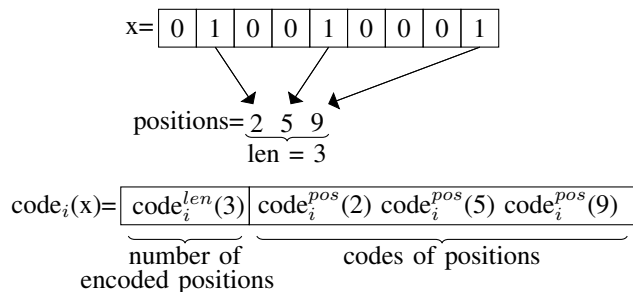 x= 0 1 0 0 1 0 0 0 1
positions= 2 5 9
len = 3
code_i(x)= code_i^{len}(3) code_i^{pos}(2) code_i^{pos}(5) code_i^{pos}(9)
number of encoded positions
codes of positions